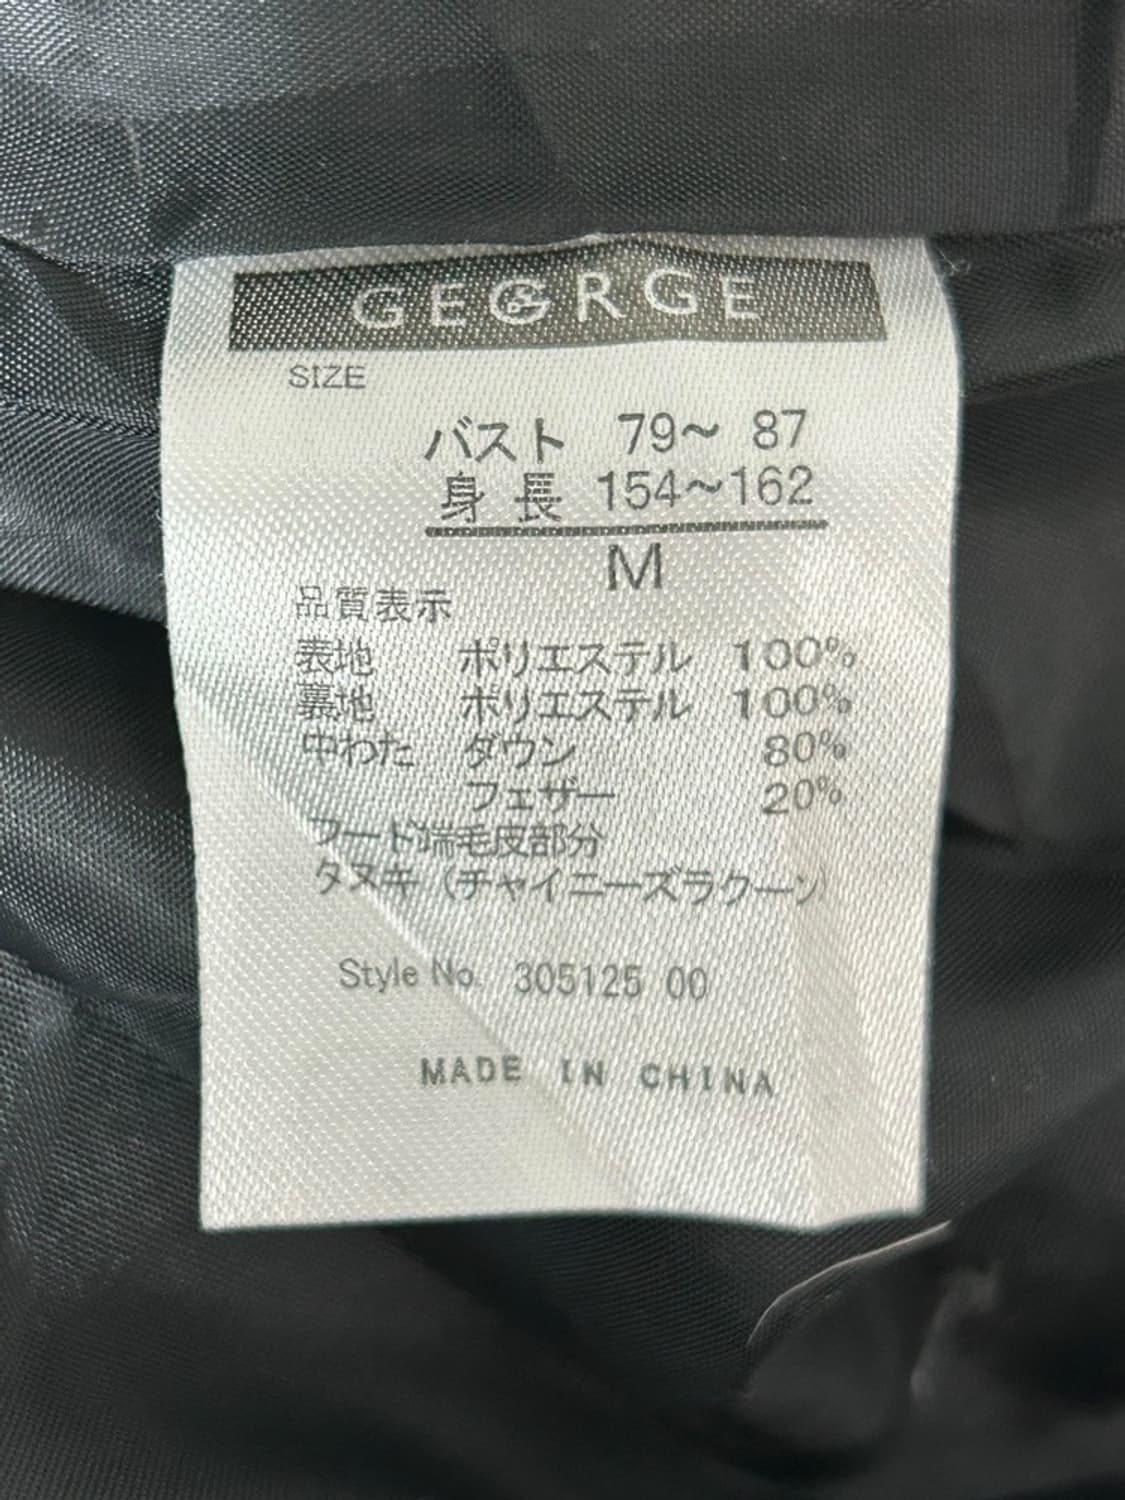 GEORGE
SIZE
バスト 79～ 87
身 長 154～162
M
品質表示
表地 ポリエステル 100%
裏地 ポリエステル 100%
中わた ダウン 80%
フェザー 20%
フード端毛皮部分
タヌキ（チャイニーズラクーン）
Style No. 305125 00
MADE IN CHINA